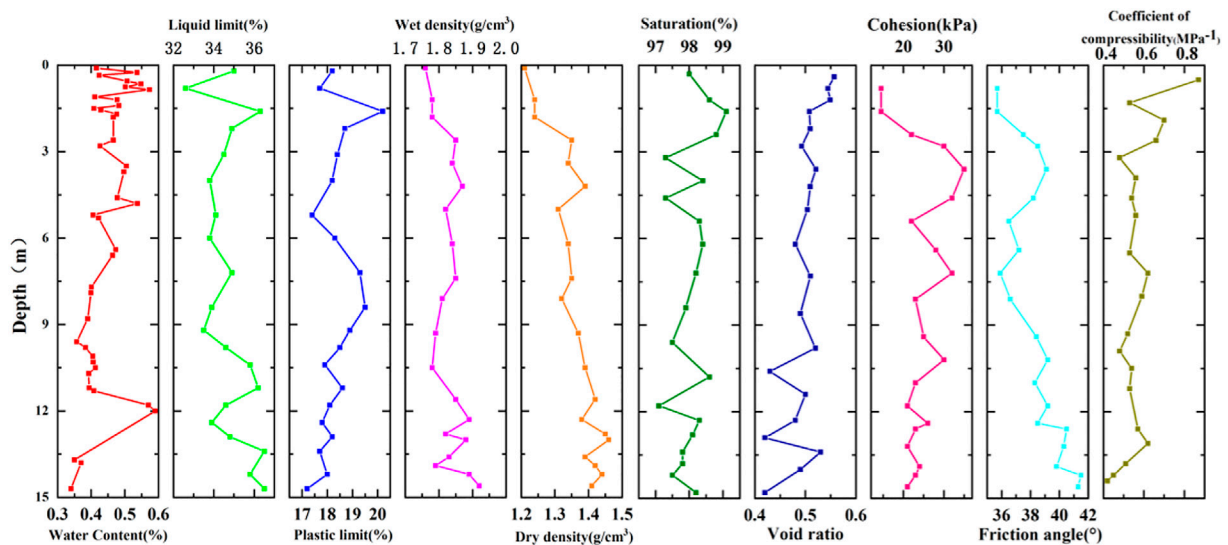 Liquid limit(%)
32 34 36
Wet density(g/cm³)
1.7 1.8 1.9 2.0
Saturation(%)
97 98 99
Cohesion(kPa)
20 30
Coefficient of
compressibility(MPa⁻¹)
0.4 0.6 0.8
Depth（m）
0
3
6
9
12
15
0.3 0.4 0.5 0.6
Water Content(%)
17 18 19 20
Plastic limit(%)
1.2 1.3 1.4 1.5
Dry density(g/cm³)
0.4 0.5 0.6
Void ratio
36 38 40 42
Friction angle(°)